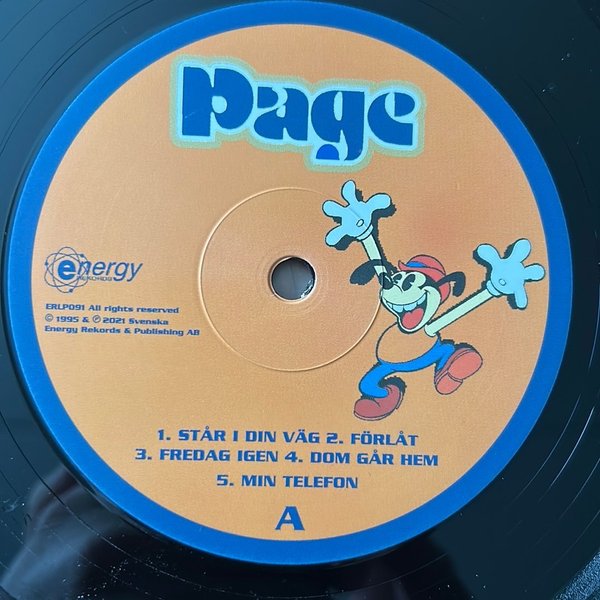 page
energy
REKORDS
ERLP091 All rights reserved
© 1995 & ℗ 2021 Svenska
Energy Rekords & Publishing AB
1. STÅR I DIN VÄG 2. FÖRLÅT
3. FREDAG IGEN 4. DOM GÅR HEM
5. MIN TELEFON
A